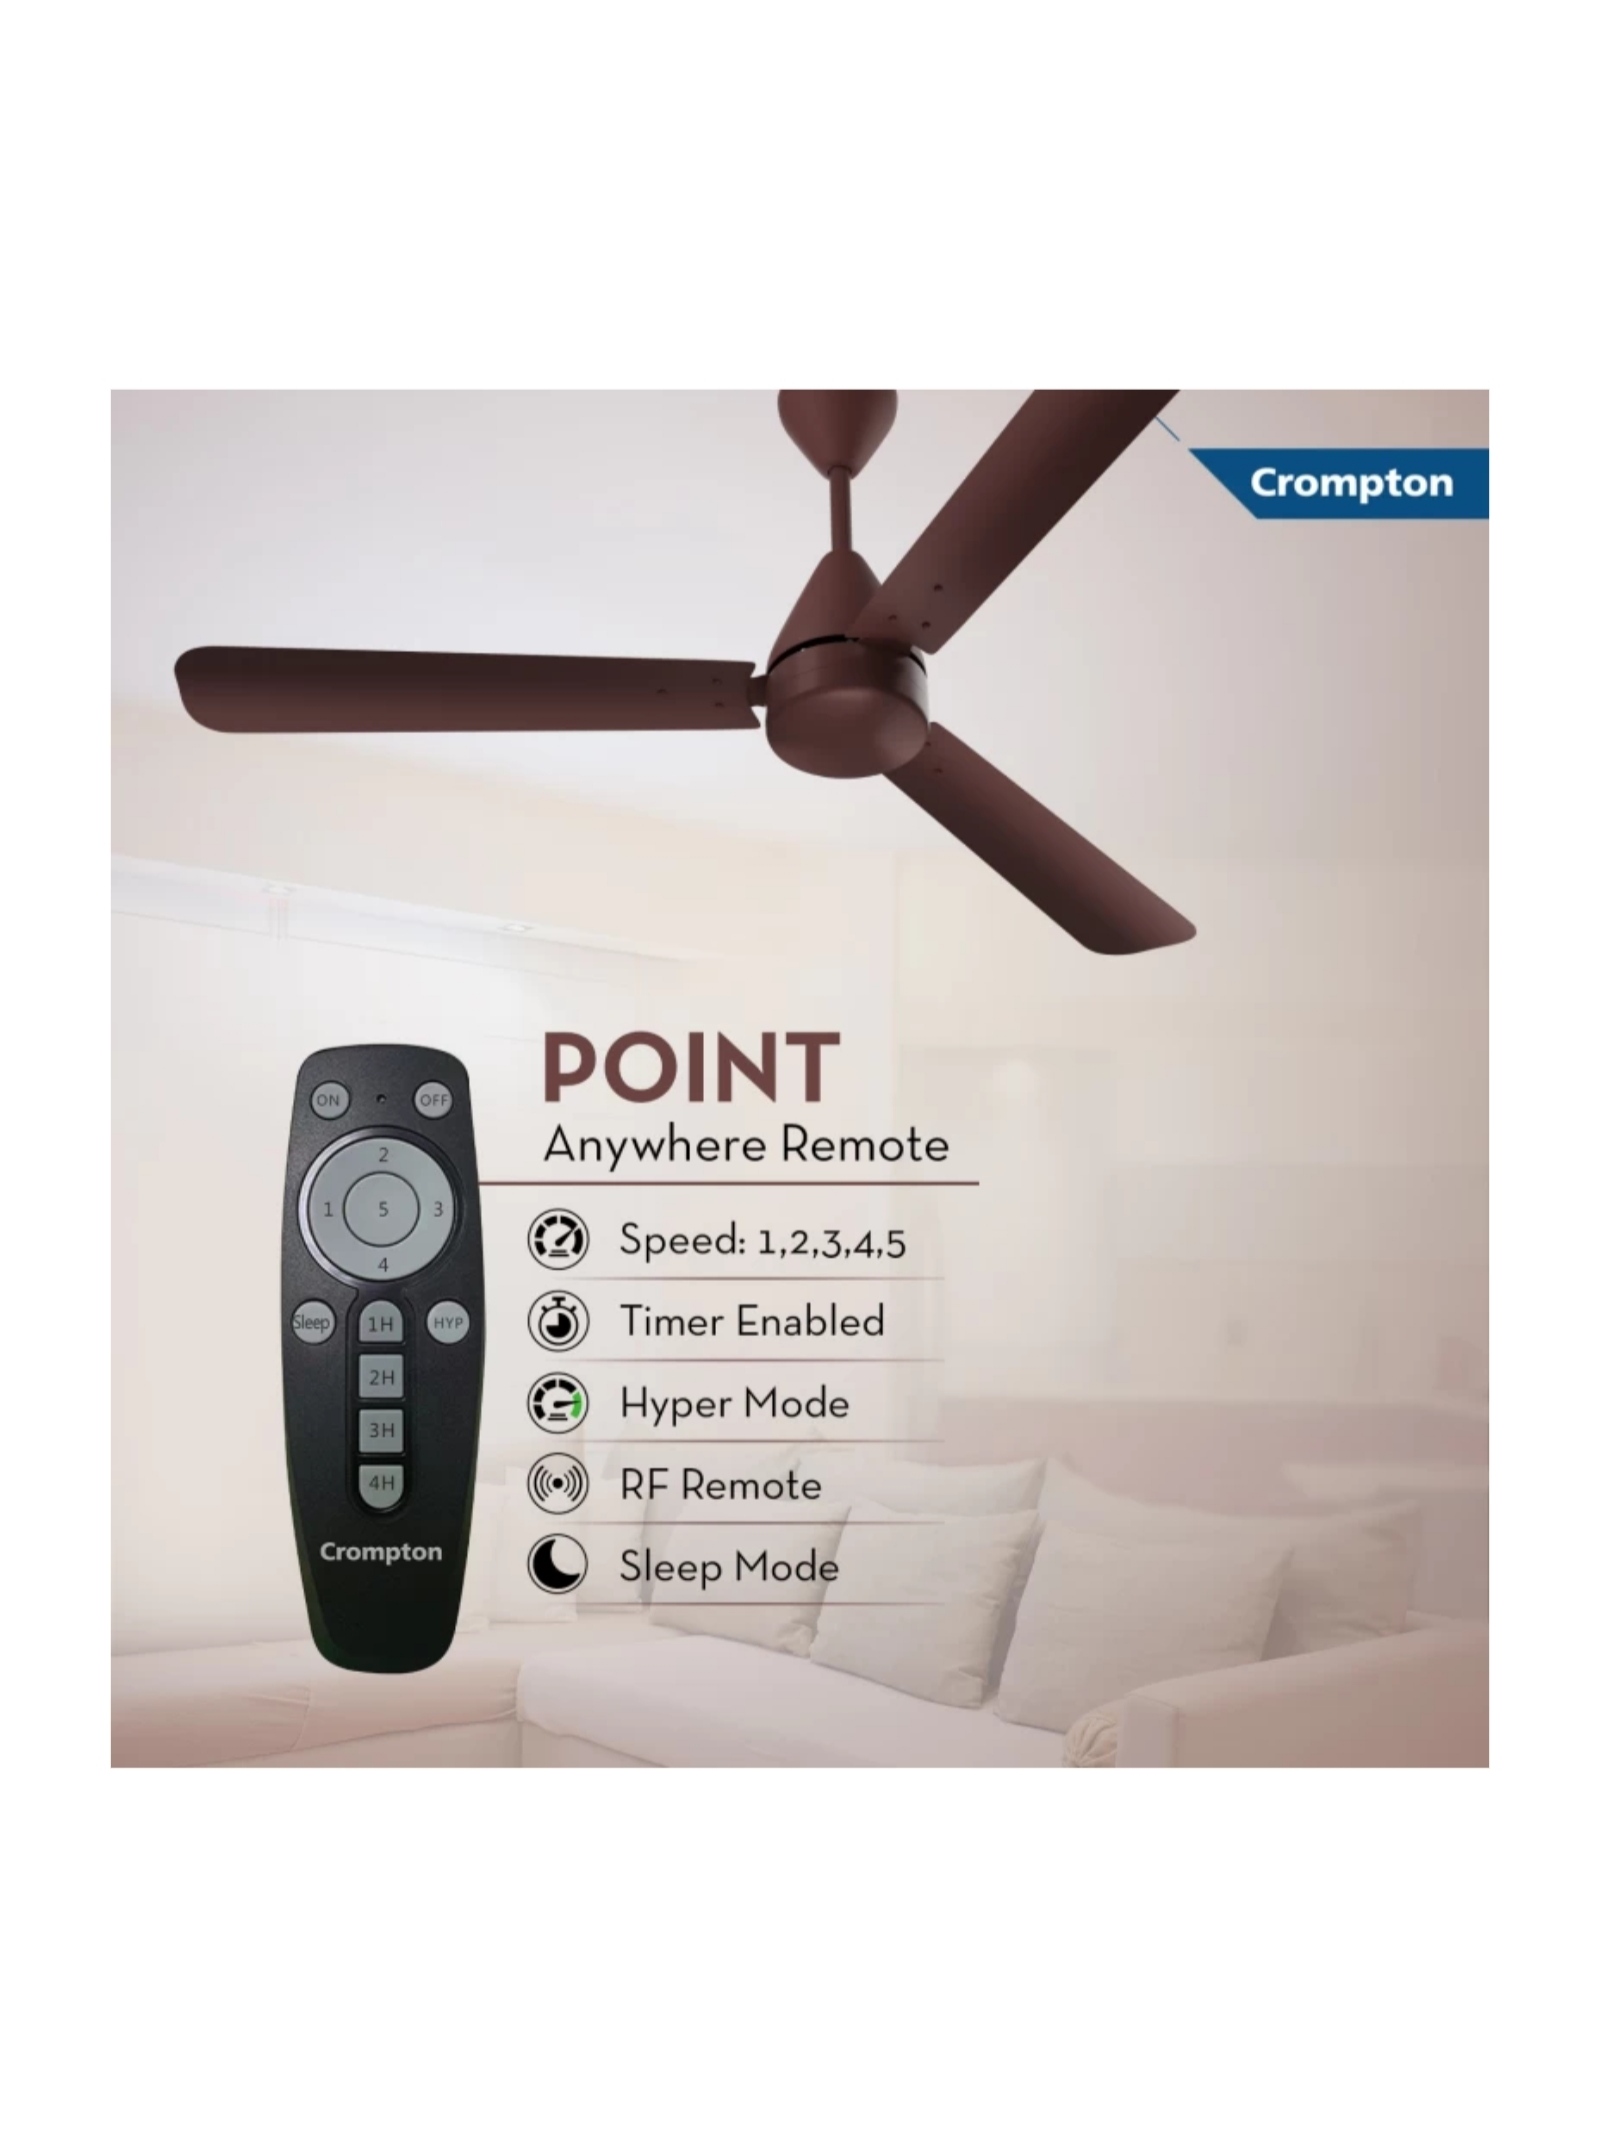 Crompton
POINT
Anywhere Remote
Speed: 1,2,3,4,5
Timer Enabled
Hyper Mode
RF Remote
Sleep Mode
ON
OFF
2
1
5
3
4
Sleep
1H
HYP
2H
3H
4H
Crompton